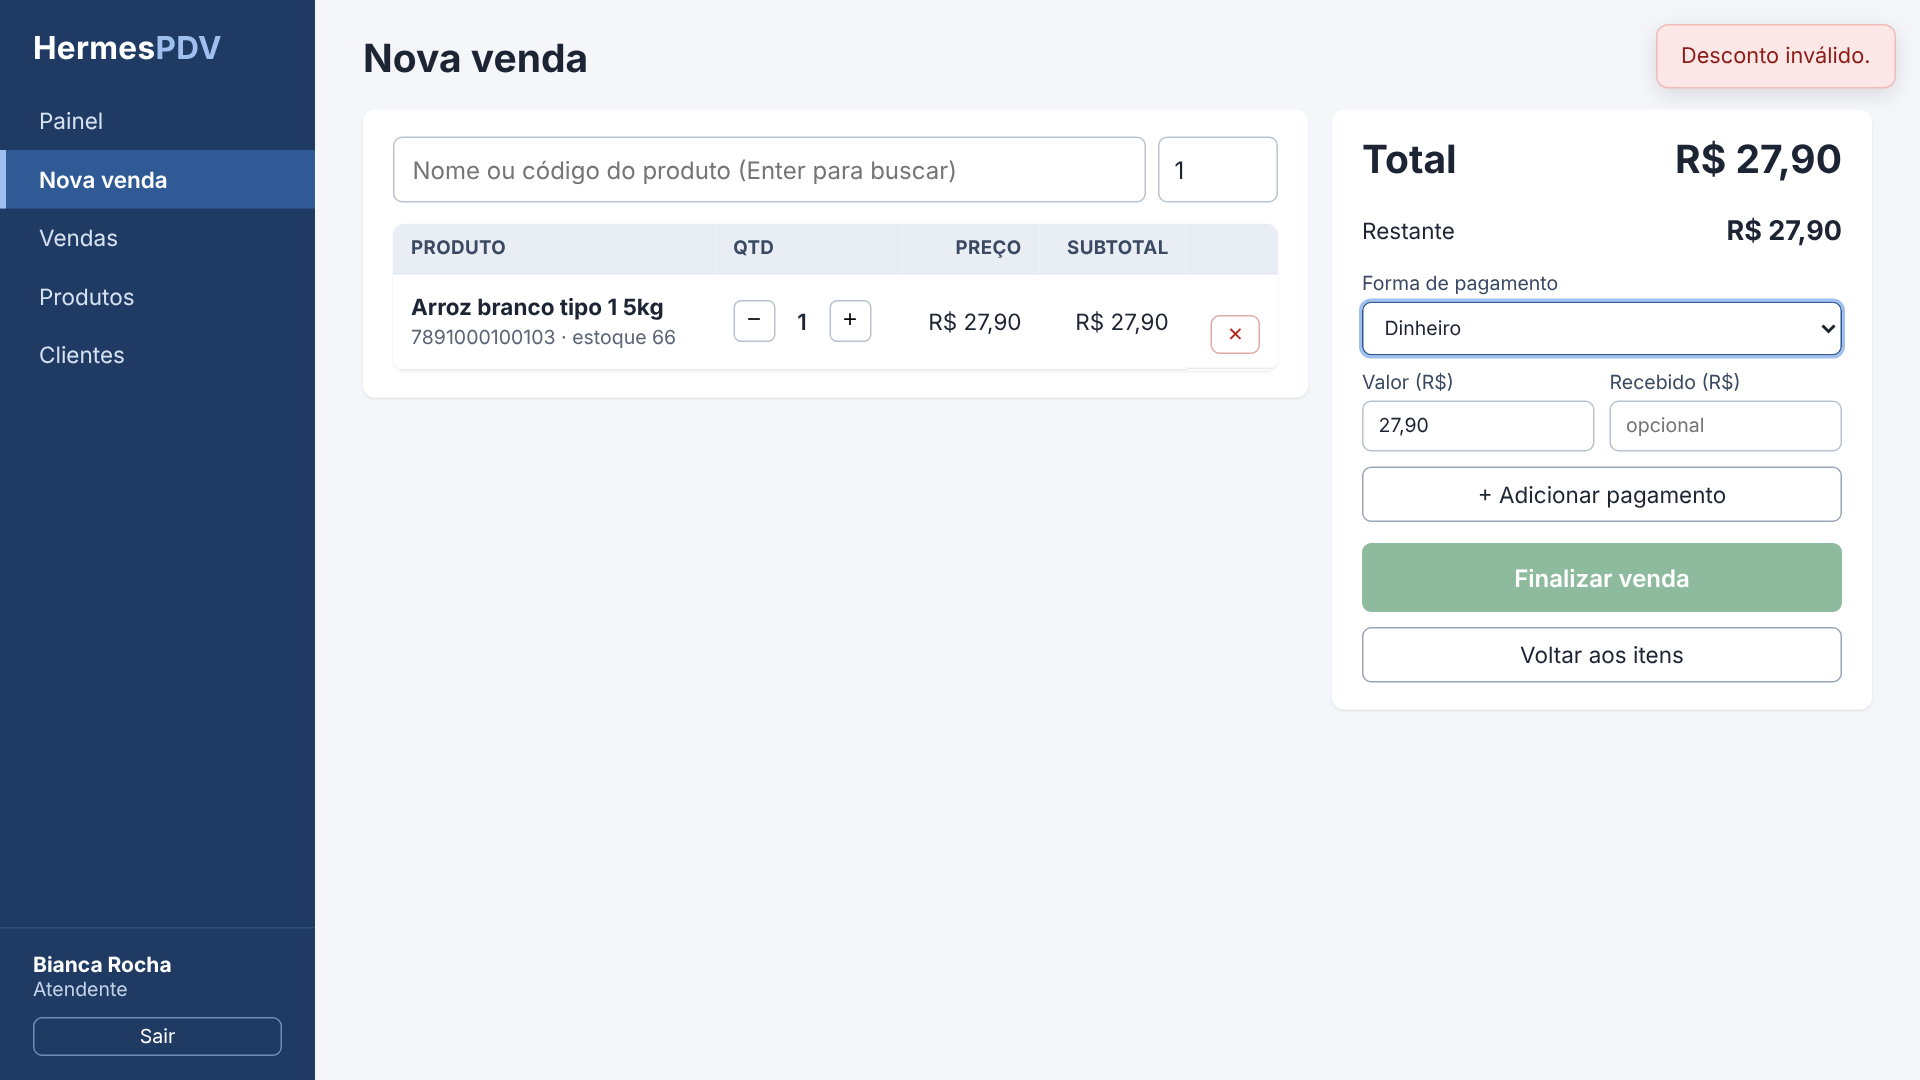 HermesPDV
Painel
Nova venda
Vendas
Produtos
Clientes
Bianca Rocha
Atendente
Sair
Nova venda
Desconto inválido.
Nome ou código do produto (Enter para buscar)
1
PRODUTO QTD PREÇO SUBTOTAL
Arroz branco tipo 1 5kg
7891000100103 · estoque 66
− 1 + R$ 27,90 R$ 27,90 ×
Total R$ 27,90
Restante R$ 27,90
Forma de pagamento
Dinheiro
Valor (R$) Recebido (R$)
27,90 opcional
+ Adicionar pagamento
Finalizar venda
Voltar aos itens